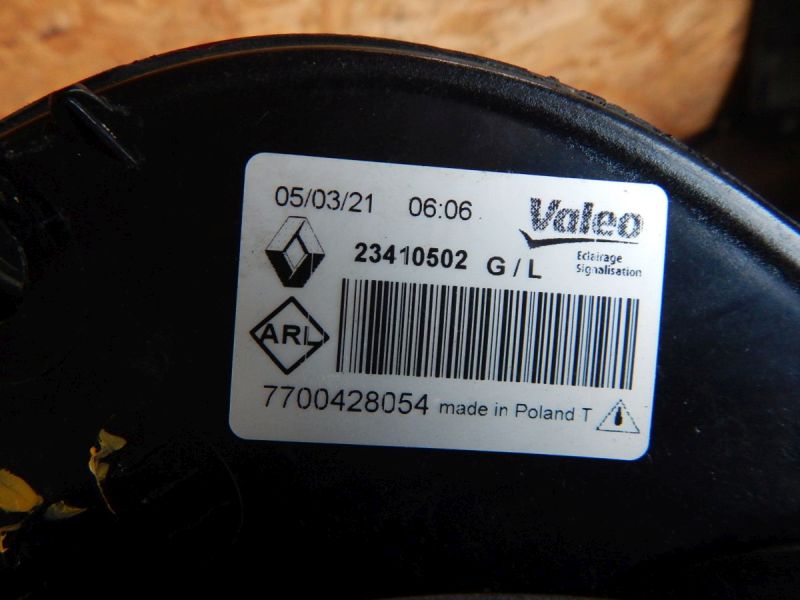 05/03/21 06:06 Valeo
23410502 G / L Eclairage
Signalisation
ARL
7700428054 made in Poland T